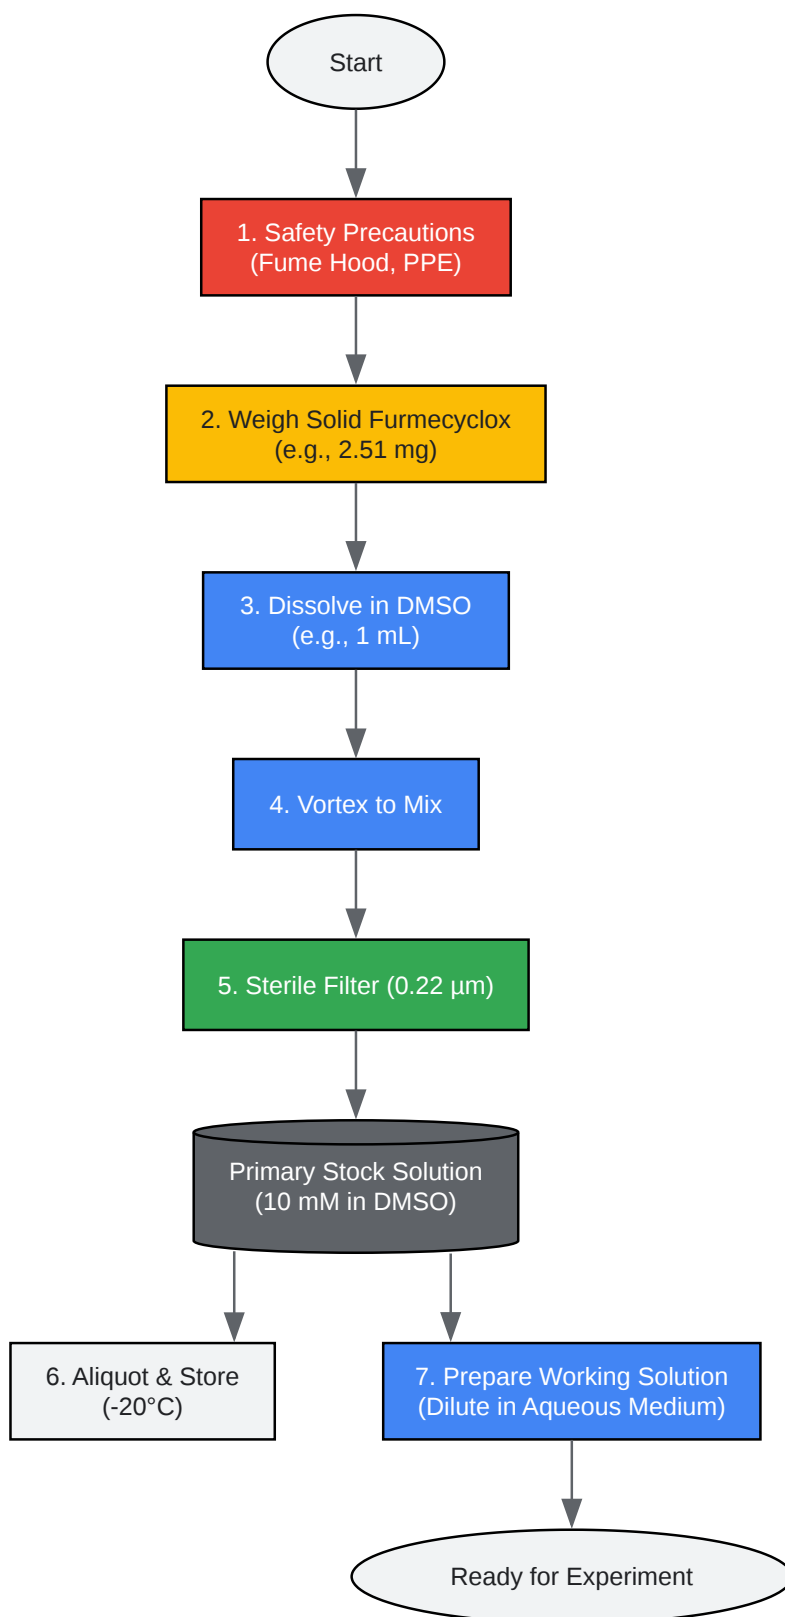 Start
1. Safety Precautions
(Fume Hood, PPE)
2. Weigh Solid Furmecyclox
(e.g., 2.51 mg)
3. Dissolve in DMSO
(e.g., 1 mL)
4. Vortex to Mix
5. Sterile Filter (0.22 µm)
Primary Stock Solution
(10 mM in DMSO)
6. Aliquot & Store
(-20°C)
7. Prepare Working Solution
(Dilute in Aqueous Medium)
Ready for Experiment